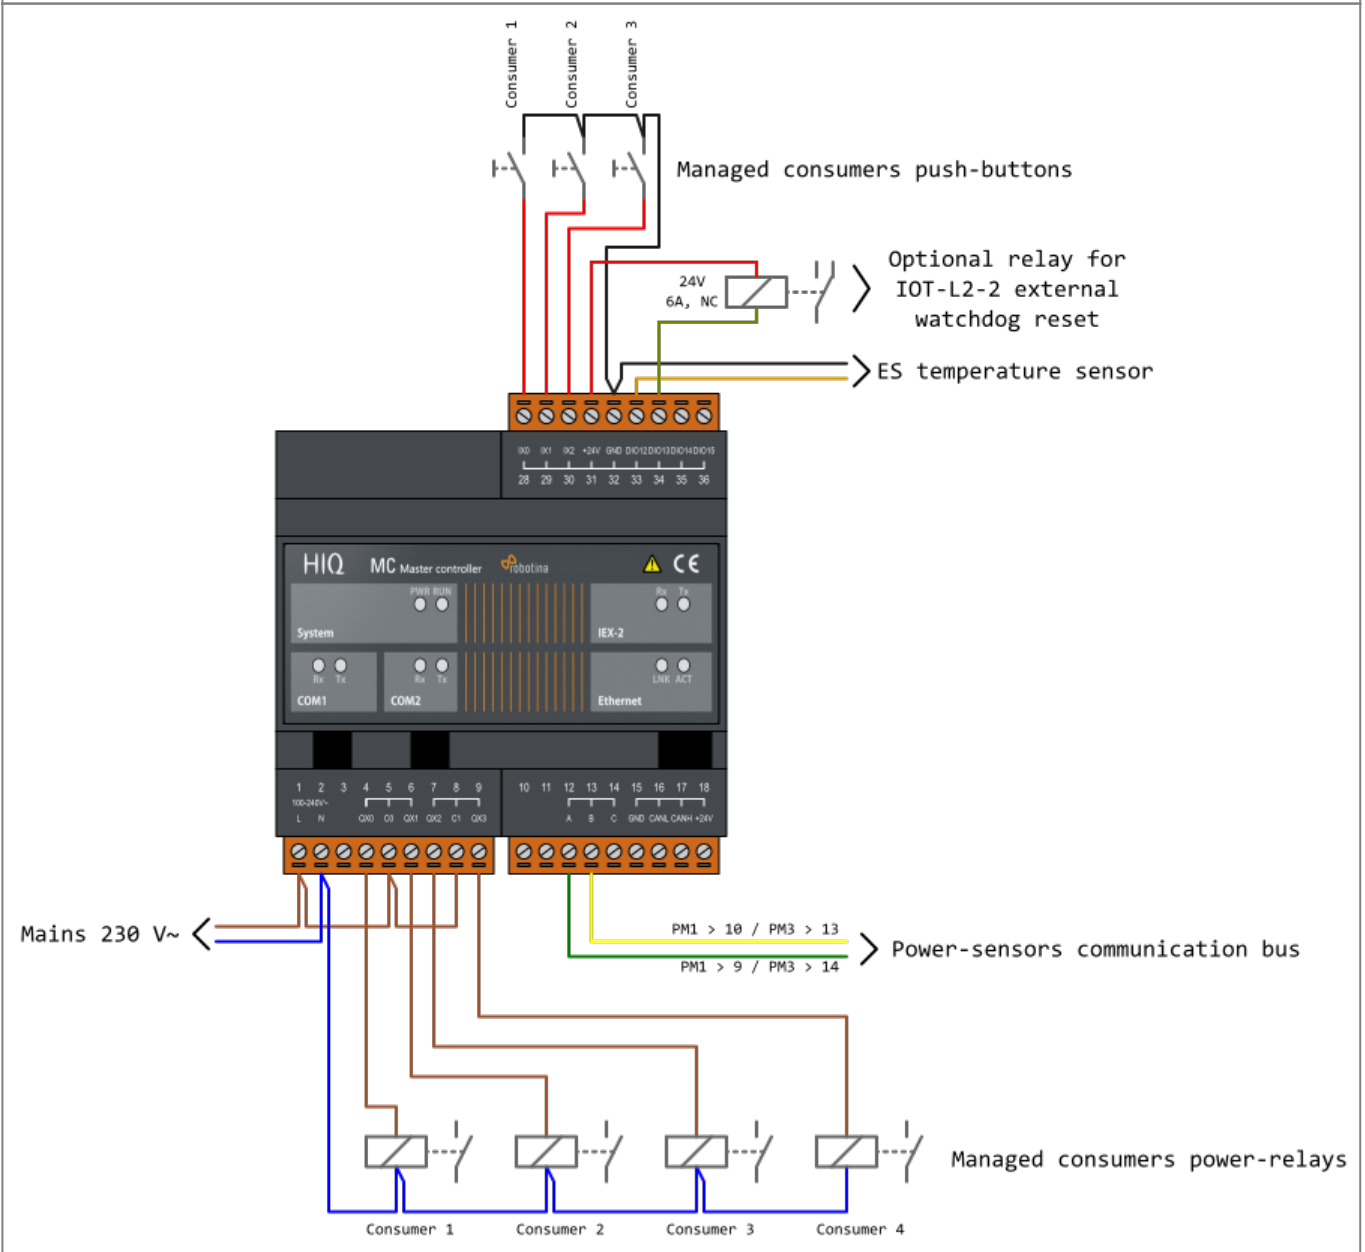 Consumer 1
Consumer 2
Consumer 3
Managed consumers push-buttons
24V
6A, NC
Optional relay for
IOT-L2-2 external
watchdog reset
ES temperature sensor
IX0 IX1 IX2 +24V GND DIO12 DIO13 DIO14 DIO15
28 29 30 31 32 33 34 35 36
HIQ MC Master controller robotina CE
PWR RUN
System
Rx Tx
IEX-2
Rx Tx
COM1
Rx Tx
COM2
LNK ACT
Ethernet
1 2 3 4 5 6 7 8 9 10 11 12 13 14 15 16 17 18
100-240V~
L N QX0 C0 QX1 QX2 C1 QX3 A B C GND CANL CANH +24V
Mains 230 V~
PM1 > 10 / PM3 > 13
Power-sensors communication bus
PM1 > 9 / PM3 > 14
Managed consumers power-relays
Consumer 1
Consumer 2
Consumer 3
Consumer 4